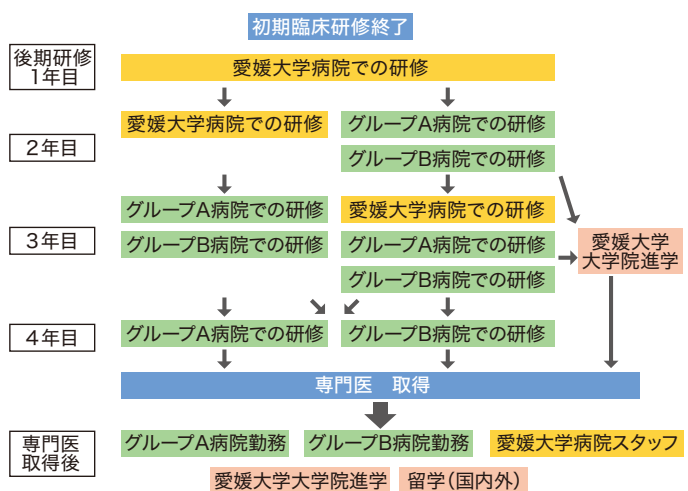 初期臨床研修終了
後期研修
1年目
愛媛大学病院での研修
2年目
愛媛大学病院での研修
グループA病院での研修
グループB病院での研修
3年目
グループA病院での研修
愛媛大学病院での研修
グループB病院での研修
グループA病院での研修
グループB病院での研修
愛媛大学
大学院進学
4年目
グループA病院での研修
グループB病院での研修
専門医　取得
専門医
取得後
グループA病院勤務
グループB病院勤務
愛媛大学病院スタッフ
愛媛大学大学院進学
留学(国内外)